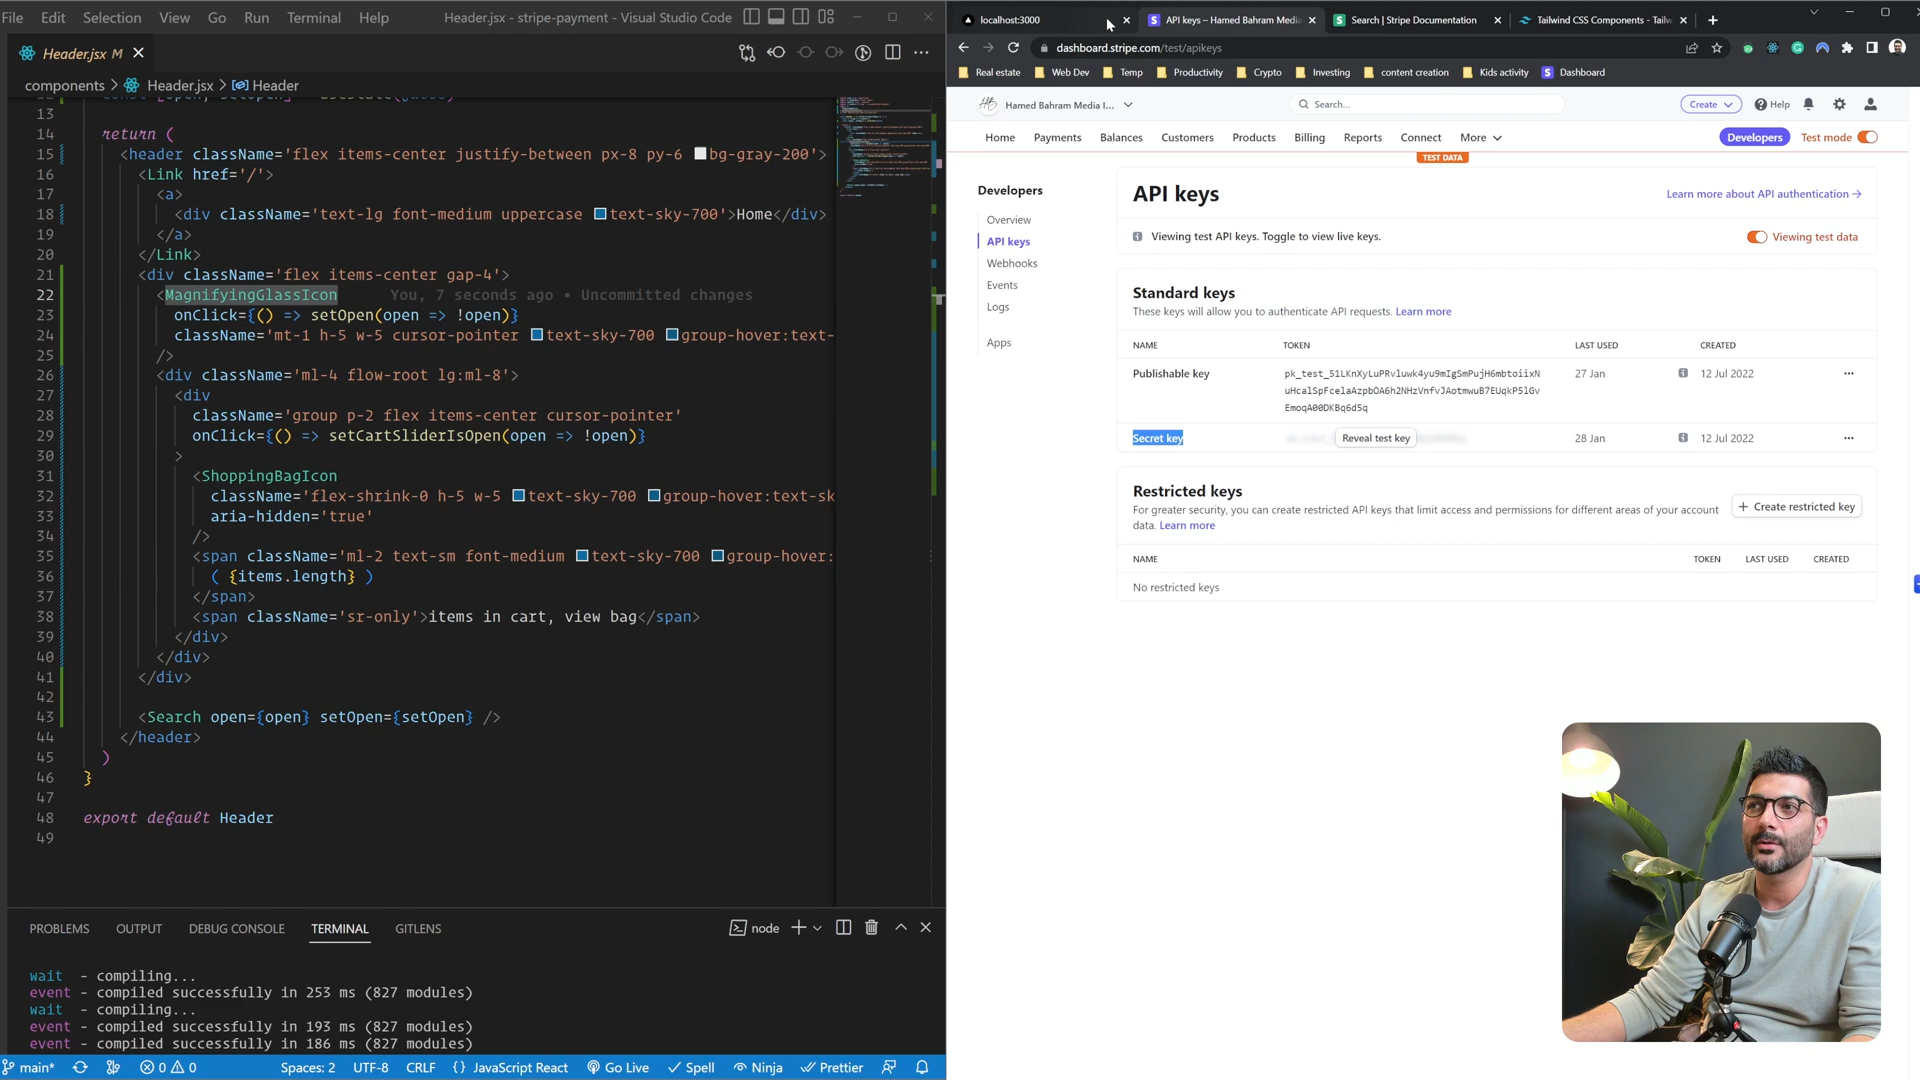 File Edit Selection View Go Run Terminal Help Header.jsx - stripe-payment - Visual Studio Code
Header.jsx M
components > Header.jsx > Header
13
14 return (
15 <header className='flex items-center justify-between px-8 py-6 bg-gray-200'>
16 <Link href='/'>
17 <a>
18 <div className='text-lg font-medium uppercase text-sky-700'>Home</div>
19 </a>
20 </Link>
21 <div className='flex items-center gap-4'>
22 <MagnifyingGlassIcon You, 7 seconds ago • Uncommitted changes
23 onClick={() => setOpen(open => !open)}
24 className='mt-1 h-5 w-5 cursor-pointer text-sky-700 group-hover:text-
25 />
26 <div className='ml-4 flow-root lg:ml-8'>
27 <div
28 className='group p-2 flex items-center cursor-pointer'
29 onClick={() => setCartSliderIsOpen(open => !open)}
30 >
31 <ShoppingBagIcon
32 className='flex-shrink-0 h-5 w-5 text-sky-700 group-hover:text-sk
33 aria-hidden='true'
34 />
35 <span className='ml-2 text-sm font-medium text-sky-700 group-hover:
36 ( {items.length} )
37 </span>
38 <span className='sr-only'>items in cart, view bag</span>
39 </div>
40 </div>
41 </div>
42
43 <Search open={open} setOpen={setOpen} />
44 </header>
45 )
46 }
47
48 export default Header
49
PROBLEMS OUTPUT DEBUG CONSOLE TERMINAL GITLENS node
wait - compiling...
event - compiled successfully in 253 ms (827 modules)
wait - compiling...
event - compiled successfully in 193 ms (827 modules)
event - compiled successfully in 186 ms (827 modules)
main* 0 0 Spaces: 2 UTF-8 CRLF {} JavaScript React Go Live Spell Ninja Prettier
localhost:3000 API keys – Hamed Bahram Media Search | Stripe Documentation Tailwind CSS Components - Tailw
dashboard.stripe.com/test/apikeys
Real estate Web Dev Temp Productivity Crypto Investing content creation Kids activity Dashboard
Hamed Bahram Media I... Search... Create Help
Home Payments Balances Customers Products Billing Reports Connect More Developers Test mode
TEST DATA
Developers
Overview
API keys
Webhooks
Events
Logs
Apps
API keys Learn more about API authentication →
Viewing test API keys. Toggle to view live keys. Viewing test data
Standard keys
These keys will allow you to authenticate API requests. Learn more
NAME TOKEN LAST USED CREATED
Publishable key pk_test_51LKnXyLuPRvluwk4yu9mIgSmPujH6mbtoiixN 27 Jan 12 Jul 2022
uHcalSpFcelaAzpbOA6h2NHzVnfvJAotmwuB7EUqkP5lGv
EmoqA00DKBq6d5q
Secret key Reveal test key 28 Jan 12 Jul 2022
Restricted keys
For greater security, you can create restricted API keys that limit access and permissions for different areas of your account + Create restricted key
data. Learn more
NAME TOKEN LAST USED CREATED
No restricted keys